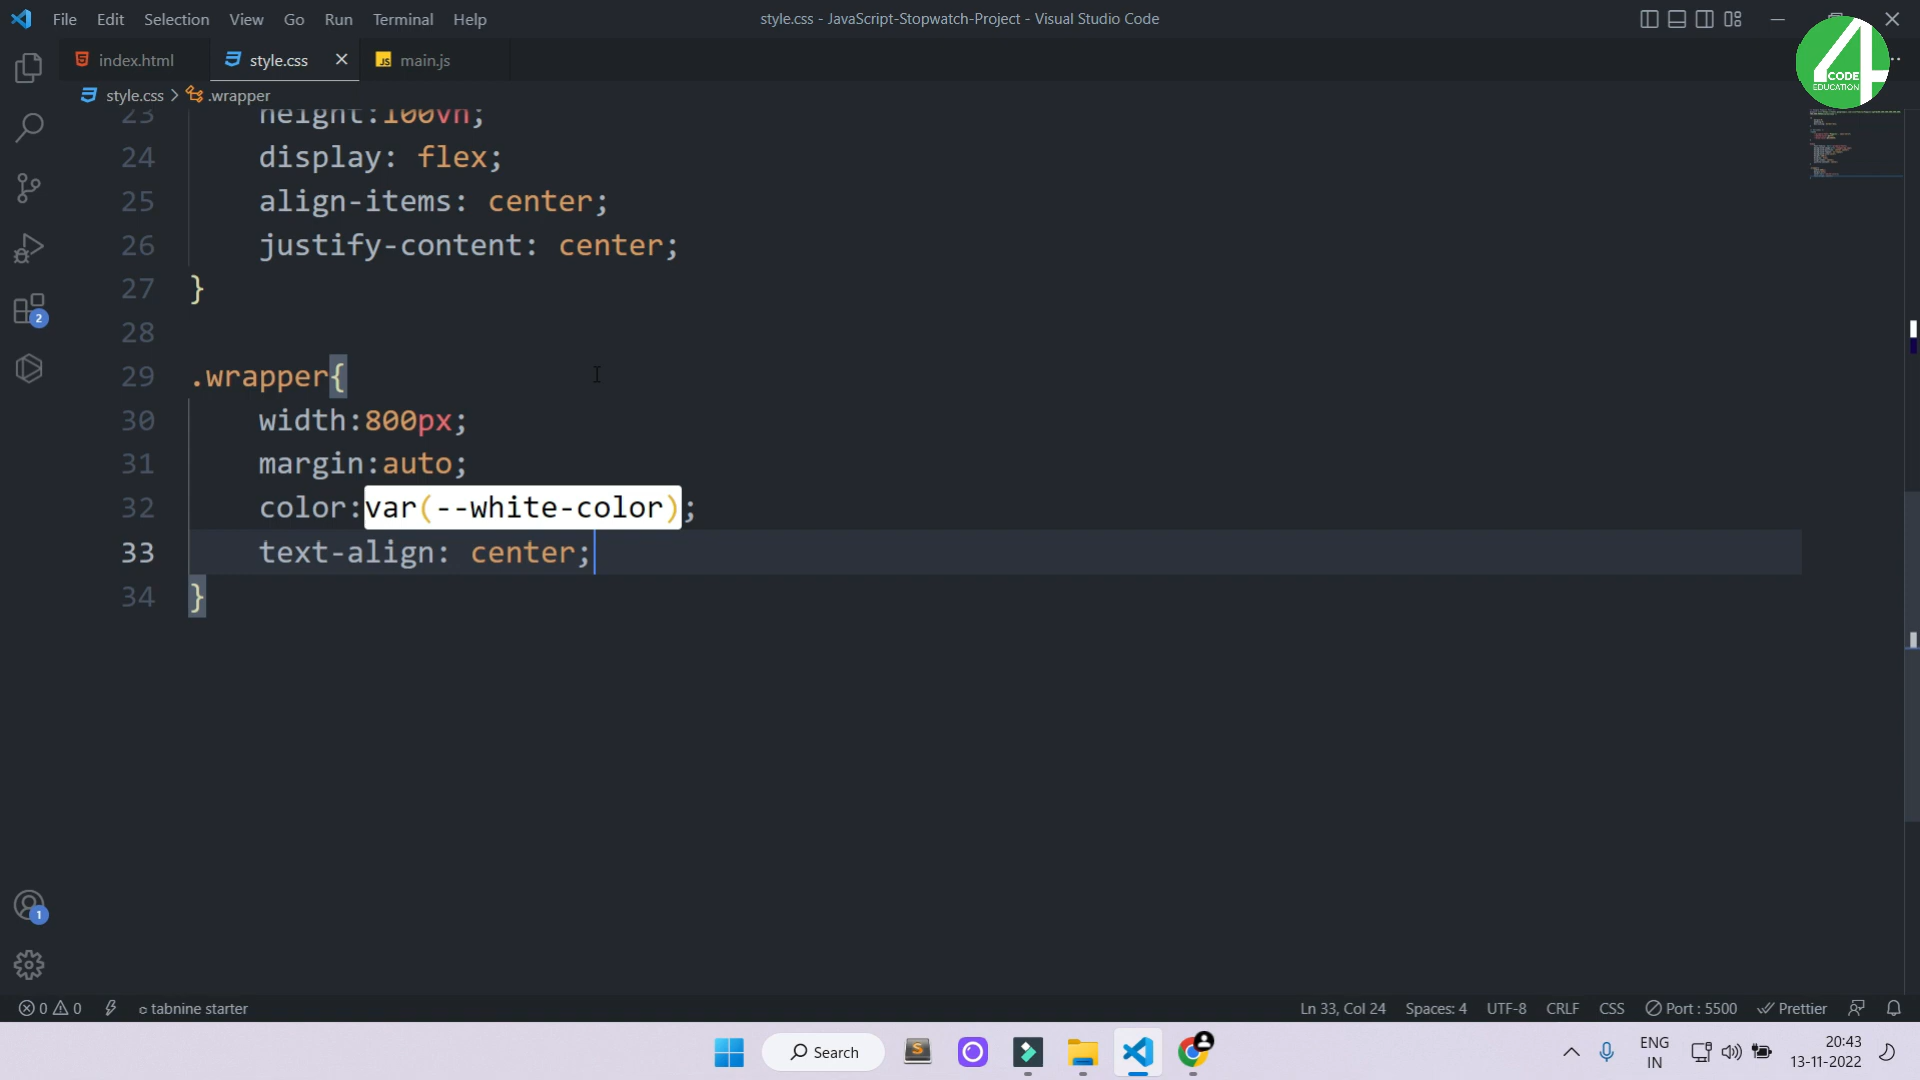 File Edit Selection View Go Run Terminal Help
style.css - JavaScript-Stopwatch-Project - Visual Studio Code
index.html
style.css
JS main.js
4
CODE
EDUCATION
style.css > .wrapper
23 height:100vh;
24 display: flex;
25 align-items: center;
26 justify-content: center;
27 }
28
29 .wrapper{
30 width:800px;
31 margin:auto;
32 color:var(--white-color);
33 text-align: center;
34 }
2
1
0 0 tabnine starter
Ln 33, Col 24 Spaces: 4 UTF-8 CRLF CSS Port : 5500 Prettier
Search
S
ENG
IN
20:43
13-11-2022